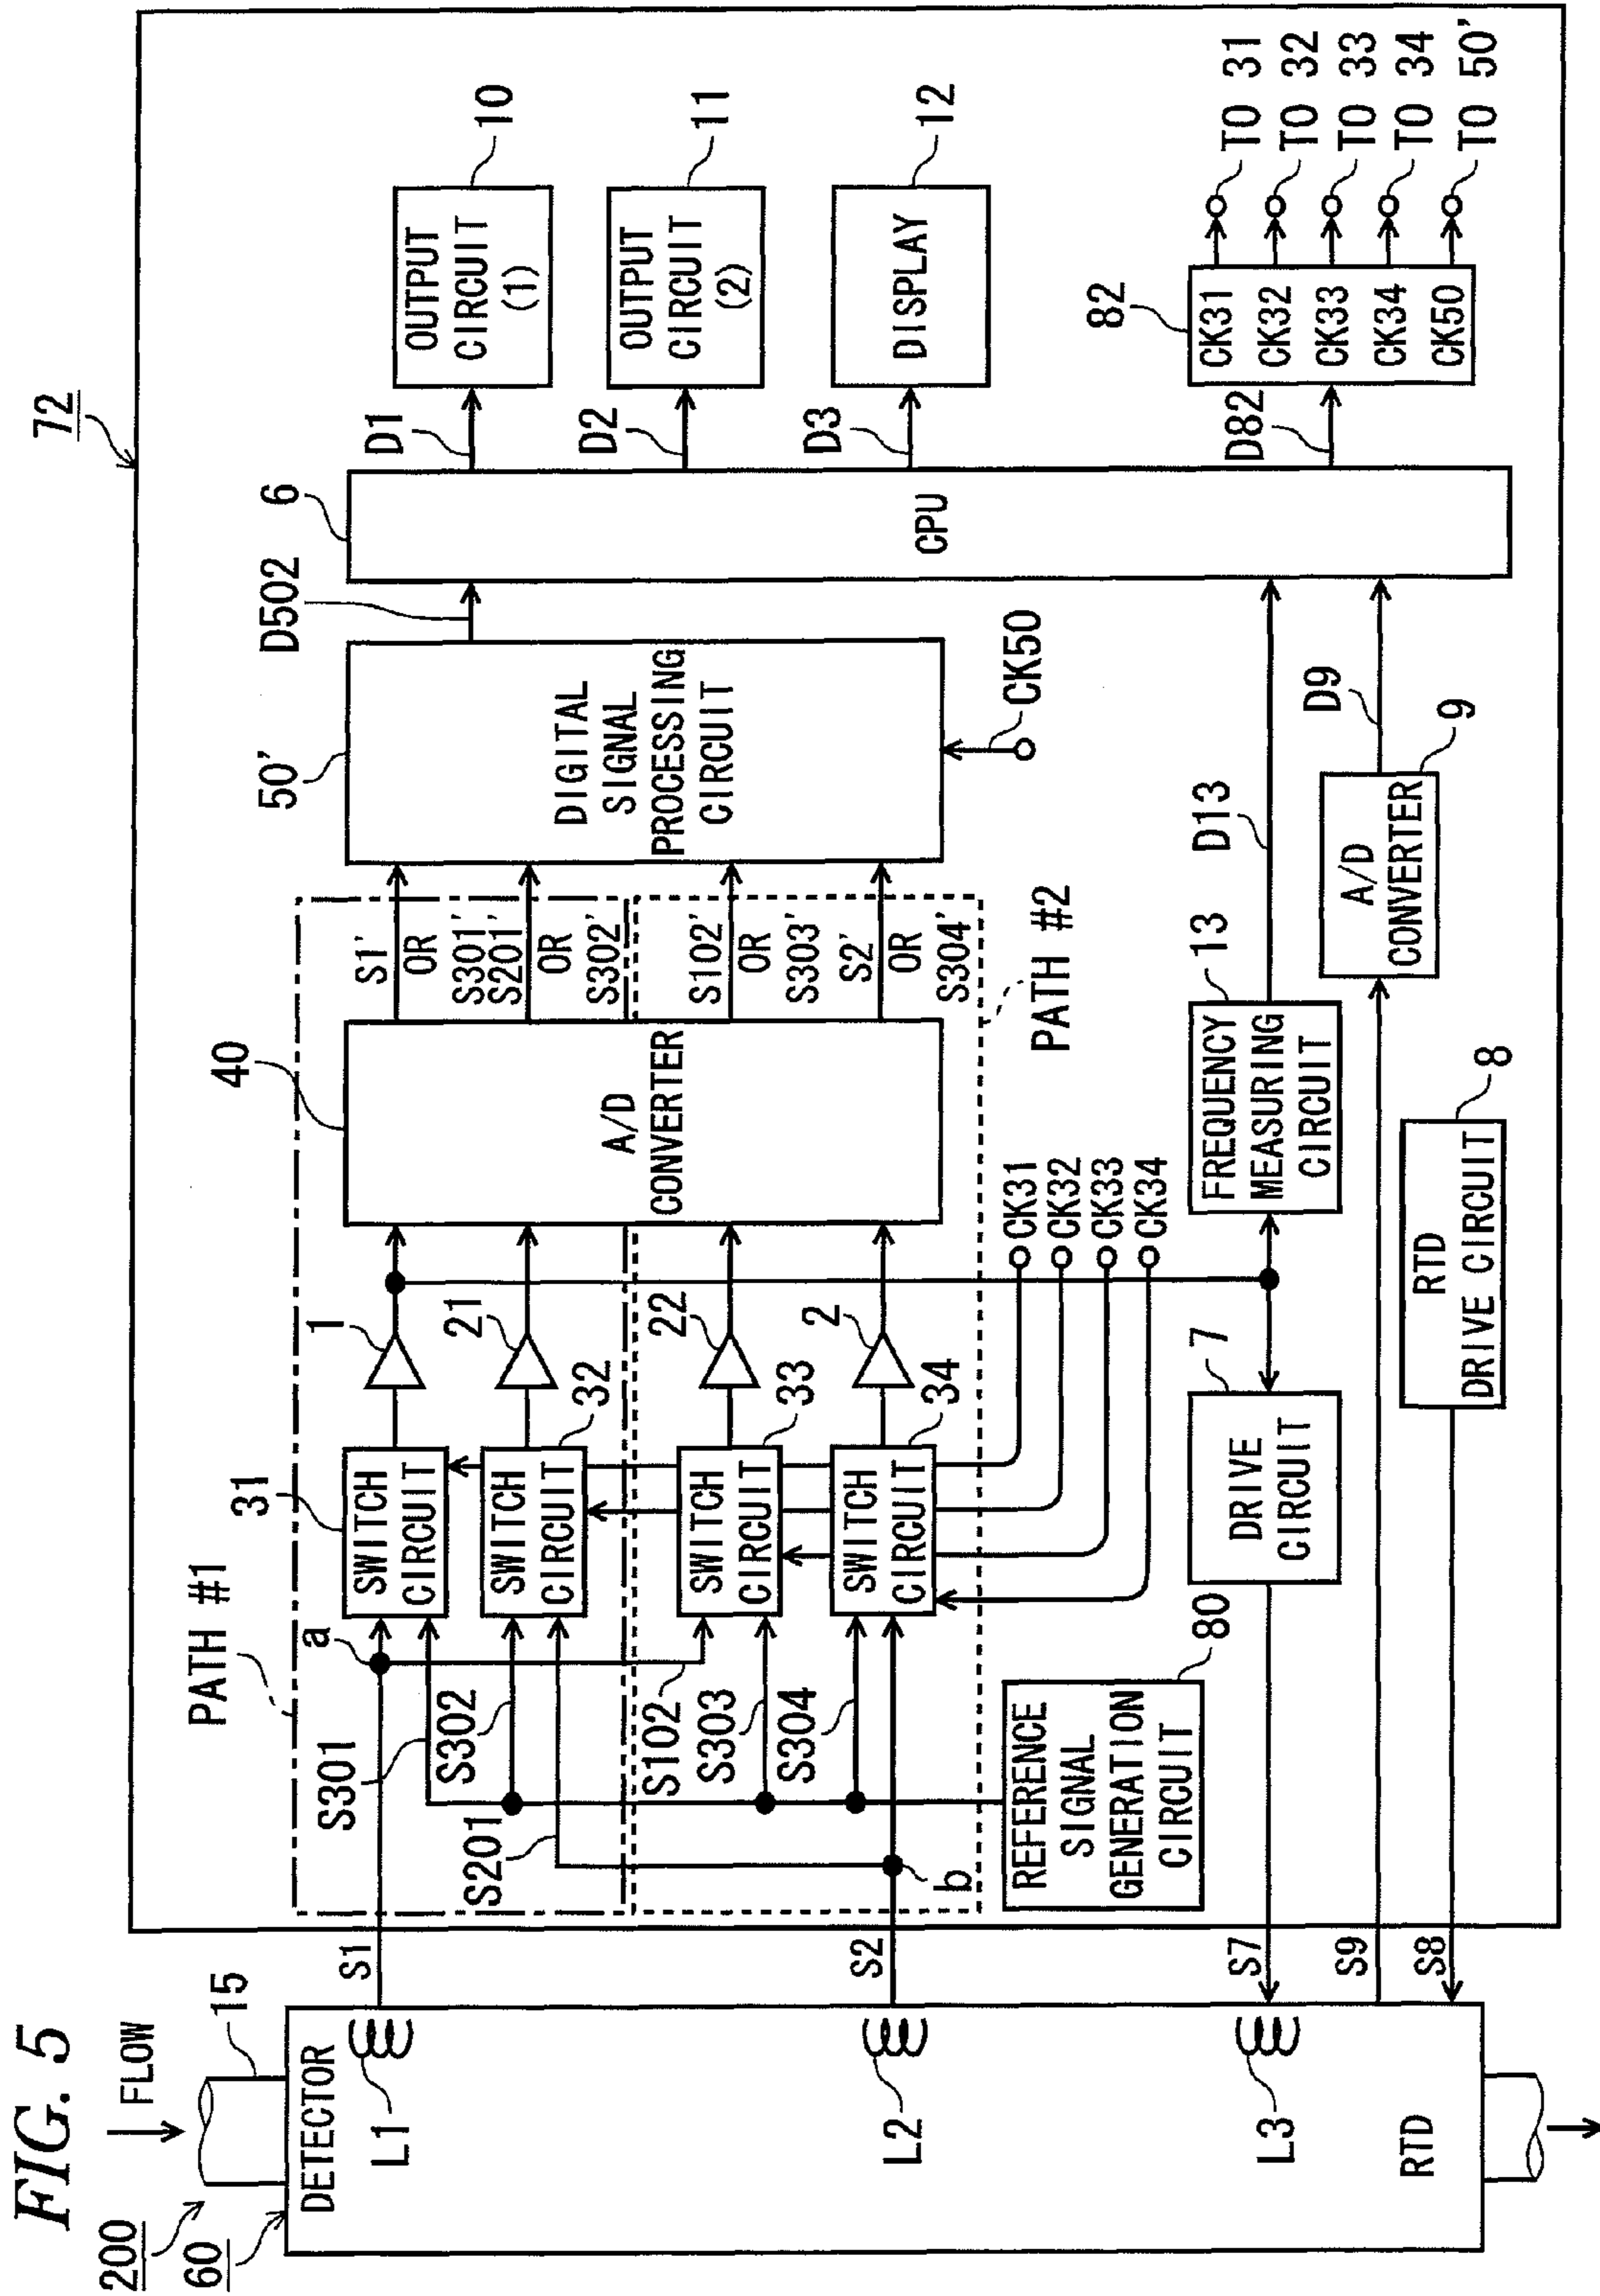 FIG. 5
200
60
FLOW
15
DETECTOR
L1
L2
L3
RTD
S1
S2
S7
S9
S8
72
PATH #1
a
S301
S302
S201
S102
S303
S304
b
31
SWITCH
CIRCUIT
SWITCH
CIRCUIT
32
SWITCH
CIRCUIT
33
SWITCH
CIRCUIT
34
1
21
22
2
REFERENCE
SIGNAL
GENERATION
CIRCUIT
80
CK31
CK32
CK33
CK34
40
A/D
CONVERTER
S1'
OR
S301'
S201'
OR
S302'
S102'
OR
S303'
S2'
OR
S304'
PATH #2
50'
DIGITAL
SIGNAL
PROCESSING
CIRCUIT
CK50
D502
6
CPU
DRIVE
CIRCUIT
7
FREQUENCY
MEASURING
CIRCUIT
13
D13
RTD
DRIVE CIRCUIT
8
A/D
CONVERTER
9
D9
D1
OUTPUT
CIRCUIT
(1)
10
D2
OUTPUT
CIRCUIT
(2)
11
D3
DISPLAY
12
D82
82
CK31
CK32
CK33
CK34
CK50
TO 31
TO 32
TO 33
TO 34
TO 50'